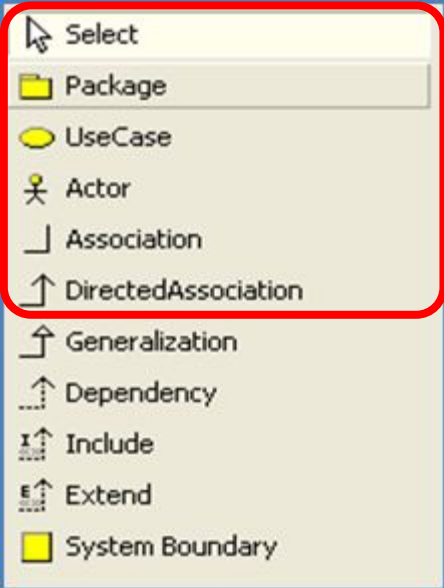 Select
Package
UseCase
Actor
Association
DirectedAssociation
Generalization
Dependency
I
Include
E
Extend
System Boundary